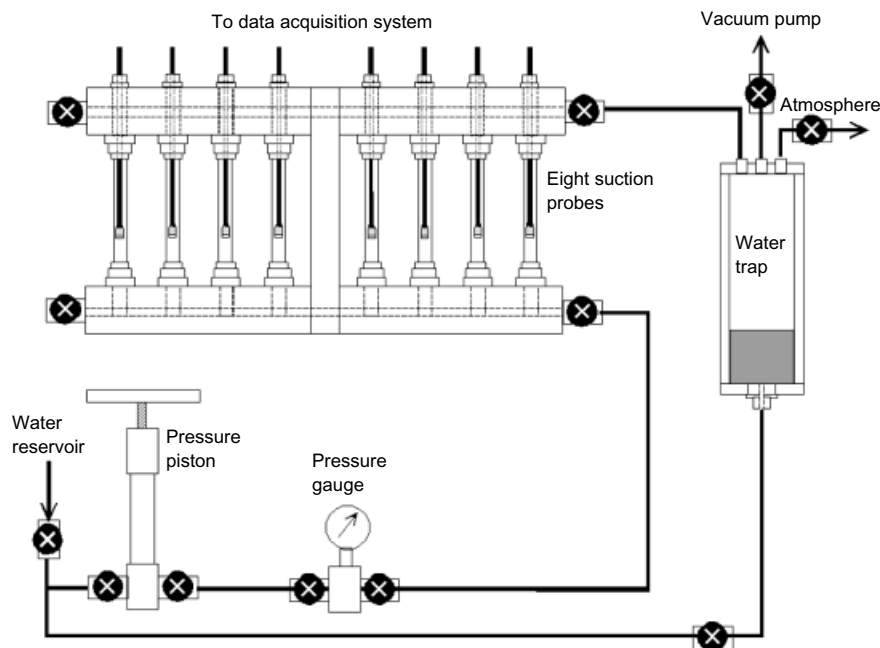 To data acquisition system
Vacuum pump
Atmosphere
Eight suction
probes
Water
trap
Water
reservoir
Pressure
piston
Pressure
gauge